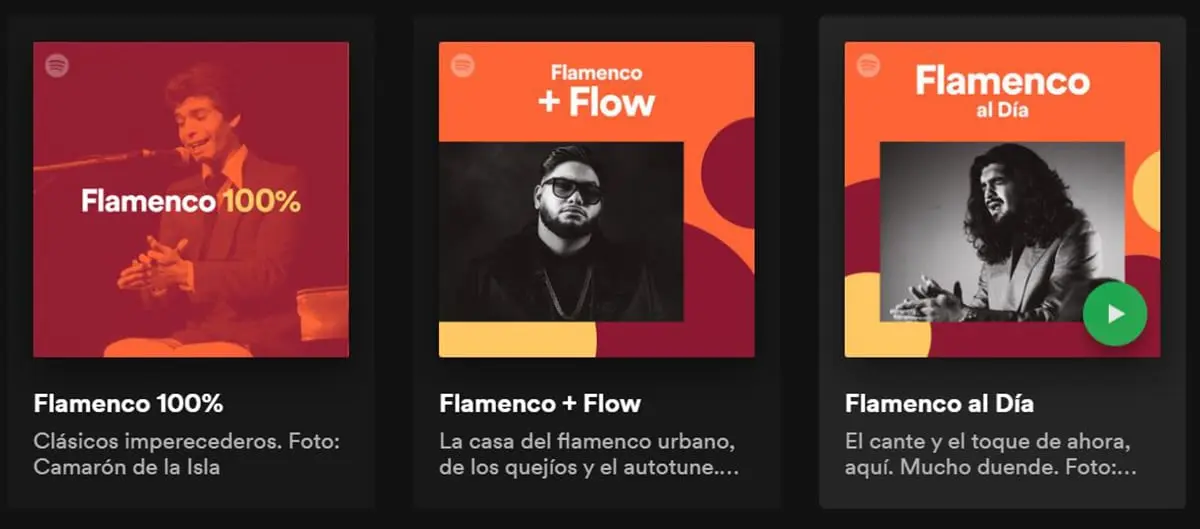 Flamenco 100%
Flamenco
+ Flow
Flamenco
al Día
Flamenco 100%
Clásicos imperecederos. Foto:
Camarón de la Isla
Flamenco + Flow
La casa del flamenco urbano,
de los quejíos y el autotune....
Flamenco al Día
El cante y el toque de ahora,
aquí. Mucho duende. Foto:...